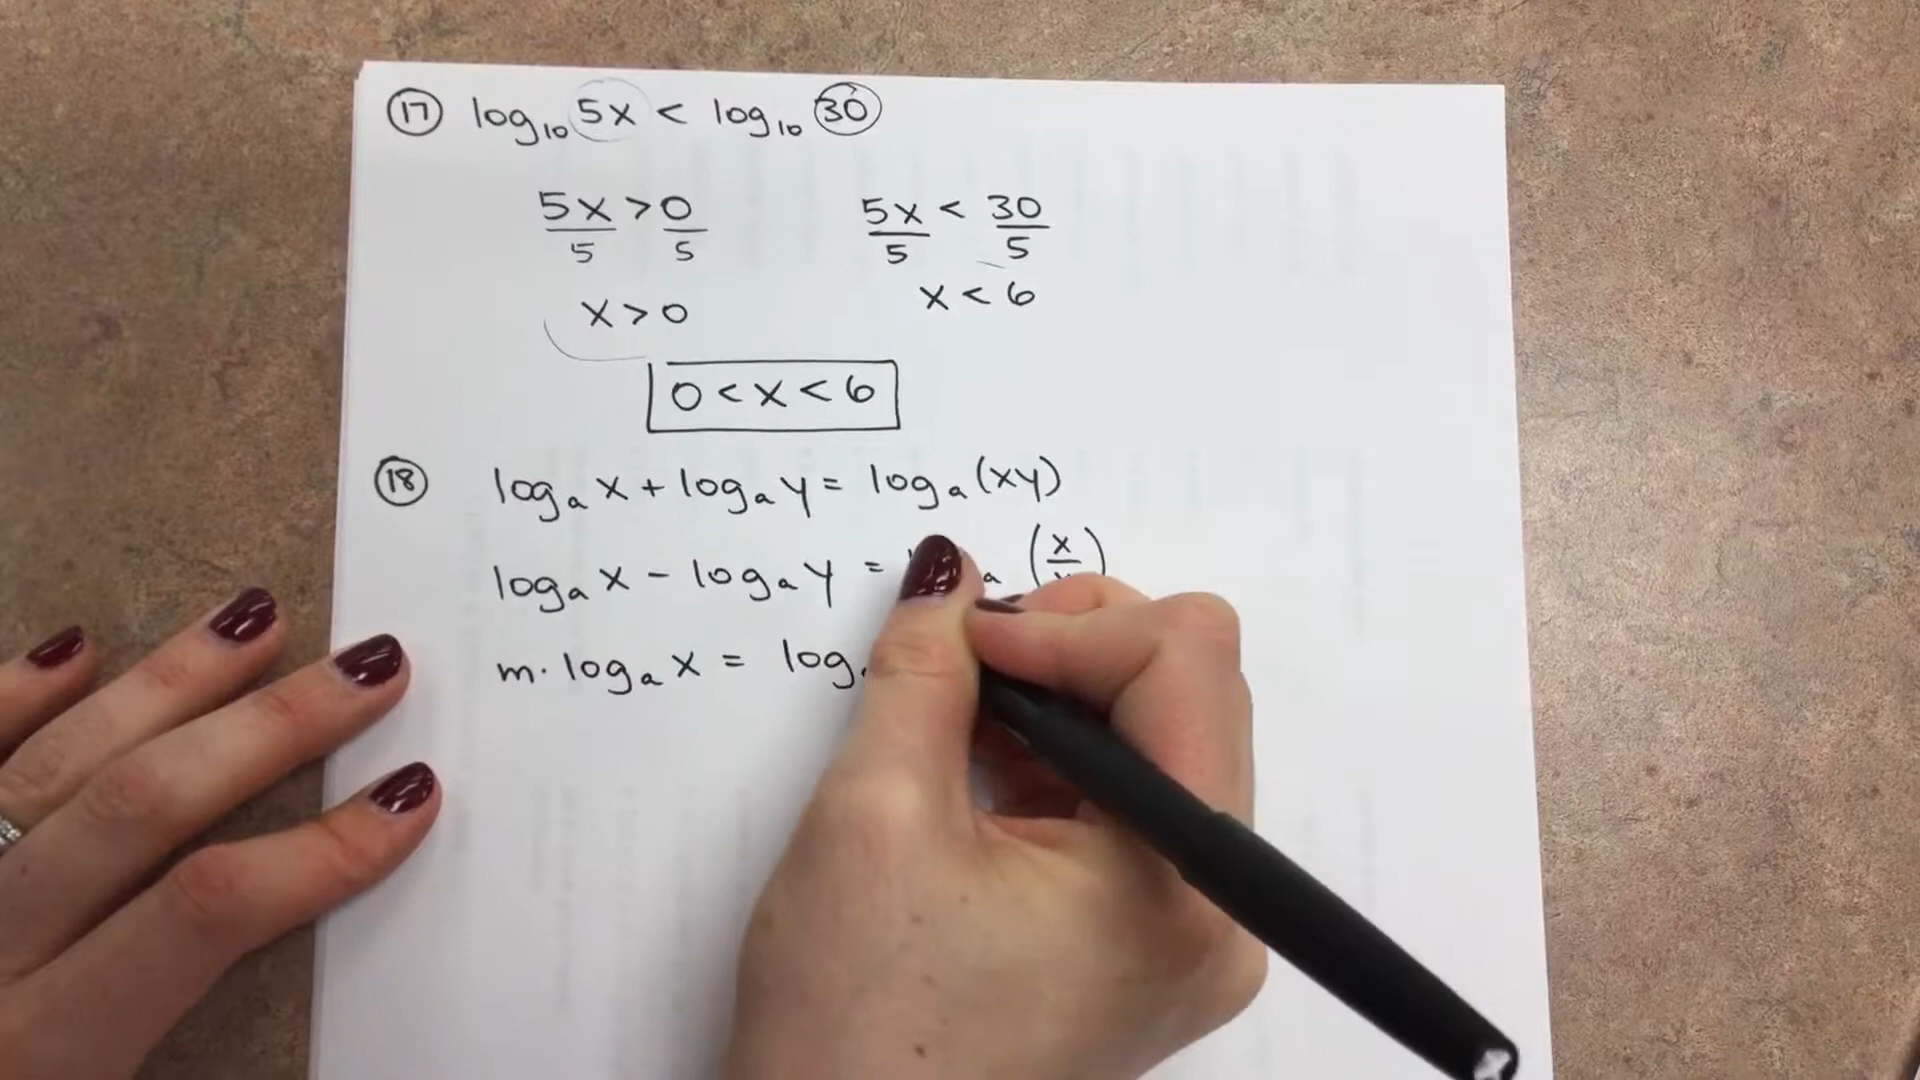 ⑰ log₁₀ 5x < log₁₀ 30
5x/5 > 0/5    5x/5 < 30/5
x > 0    x < 6
0 < x < 6
⑱ logₐ x + logₐ y = logₐ (xy)
logₐ x - logₐ y = ₐ (x/
m · logₐ x = log